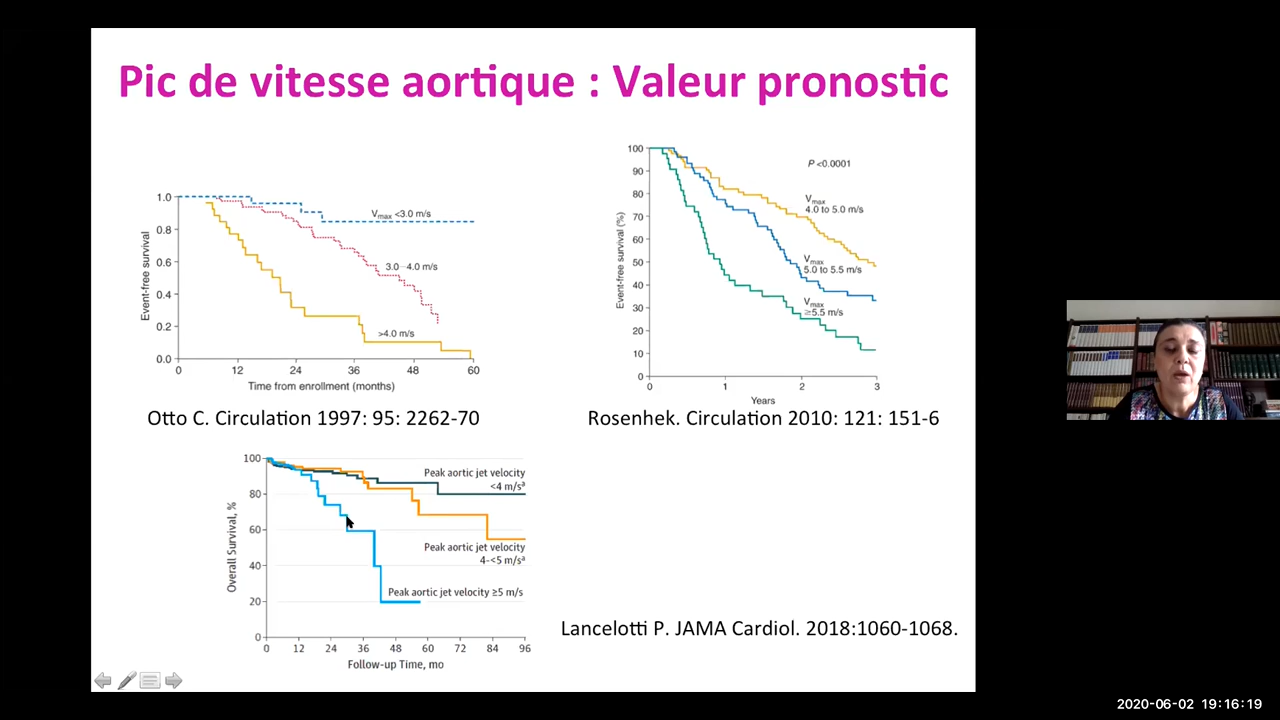 Pic de vitesse aortique : Valeur pronostic
1.0
0.8
0.6
0.4
0.2
0.0
Event-free survival
Vmax <3.0 m/s
3.0–4.0 m/s
>4.0 m/s
0 12 24 36 48 60
Time from enrollment (months)
Otto C. Circulation 1997: 95: 2262-70
100
90
80
70
60
50
40
30
20
10
0
Event-free survival (%)
P <0.0001
Vmax
4.0 to 5.0 m/s
Vmax
5.0 to 5.5 m/s
Vmax
≥5.5 m/s
0 1 2 3
Years
Rosenhek. Circulation 2010: 121: 151-6
100
80
60
40
20
0
Overall Survival, %
Peak aortic jet velocity
<4 m/sª
Peak aortic jet velocity
4-<5 m/sª
Peak aortic jet velocity ≥5 m/s
0 12 24 36 48 60 72 84 96
Follow-up Time, mo
Lancelotti P. JAMA Cardiol. 2018:1060-1068.
2020-06-02 19:16:19